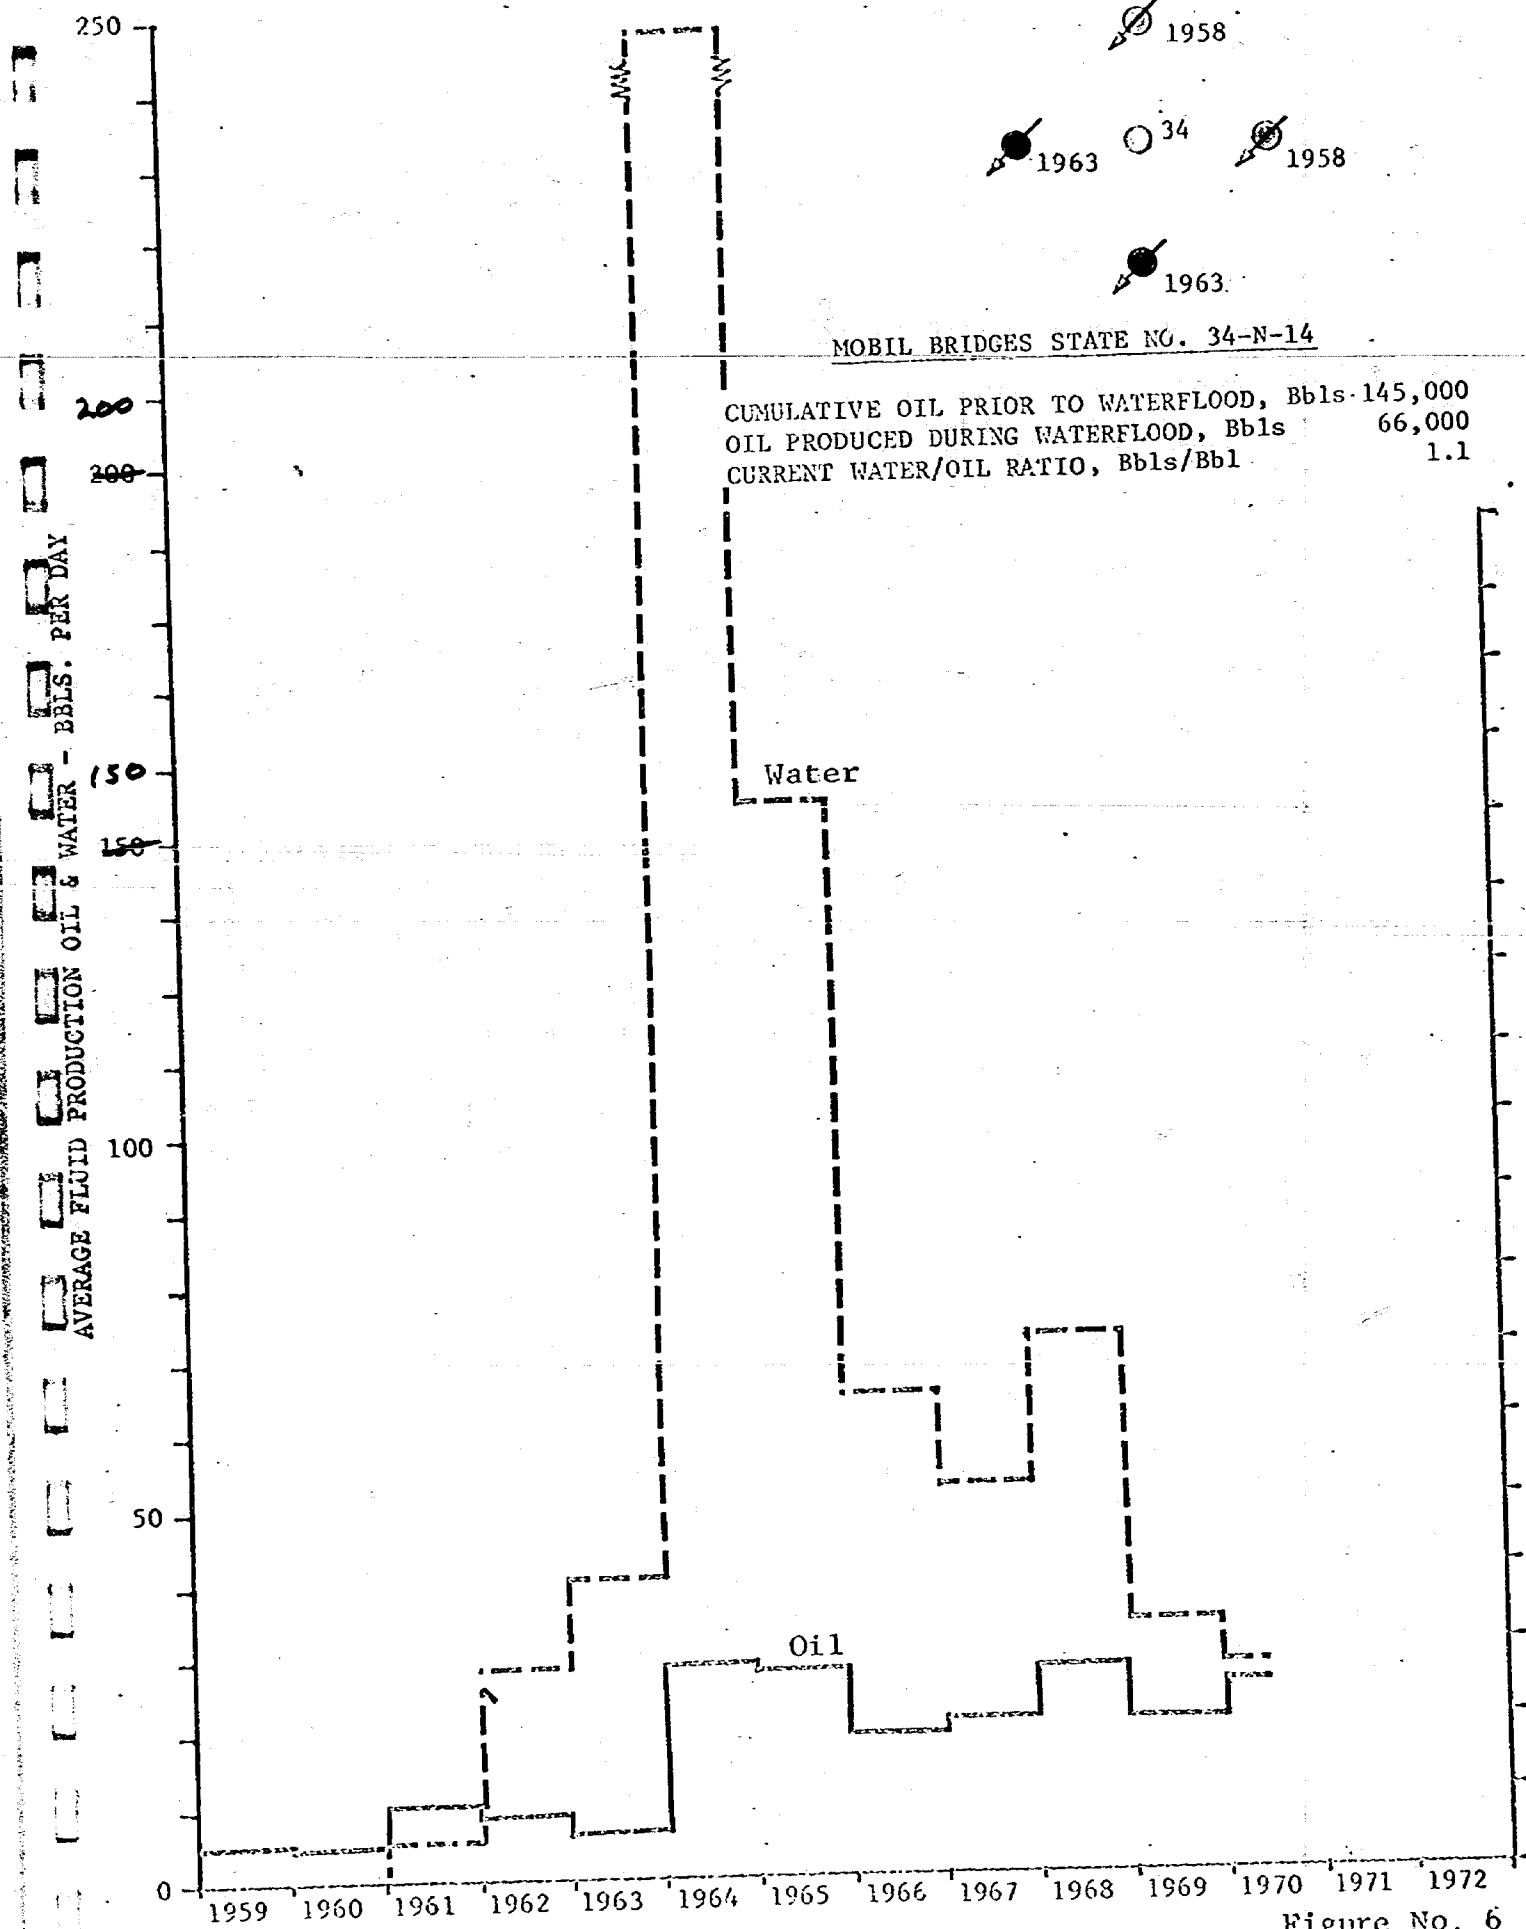 250
1958
1963
34
1958
1963
MOBIL BRIDGES STATE NO. 34-N-14
CUMULATIVE OIL PRIOR TO WATERFLOOD, Bbls 145,000
OIL PRODUCED DURING WATERFLOOD, Bbls 66,000
CURRENT WATER/OIL RATIO, Bbls/Bbl 1.1
200
200
AVERAGE FLUID PRODUCTION OIL & WATER - BBLS. PER DAY
150
Water
150
100
50
Oil
0
1959 1960 1961 1962 1963 1964 1965 1966 1967 1968 1969 1970 1971 1972
Figure No. 6